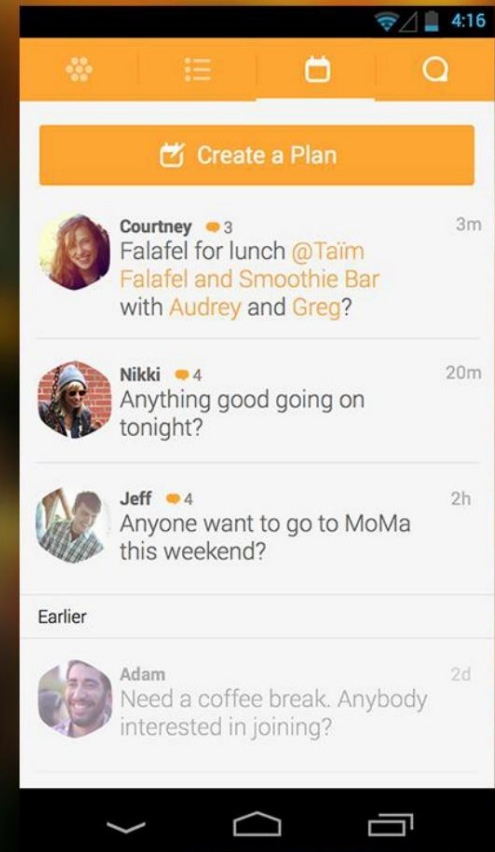 4:16
Create a Plan
Courtney 3 3m
Falafel for lunch @Taïm
Falafel and Smoothie Bar
with Audrey and Greg?
Nikki 4 20m
Anything good going on
tonight?
Jeff 4 2h
Anyone want to go to MoMa
this weekend?
Earlier
Adam 2d
Need a coffee break. Anybody
interested in joining?